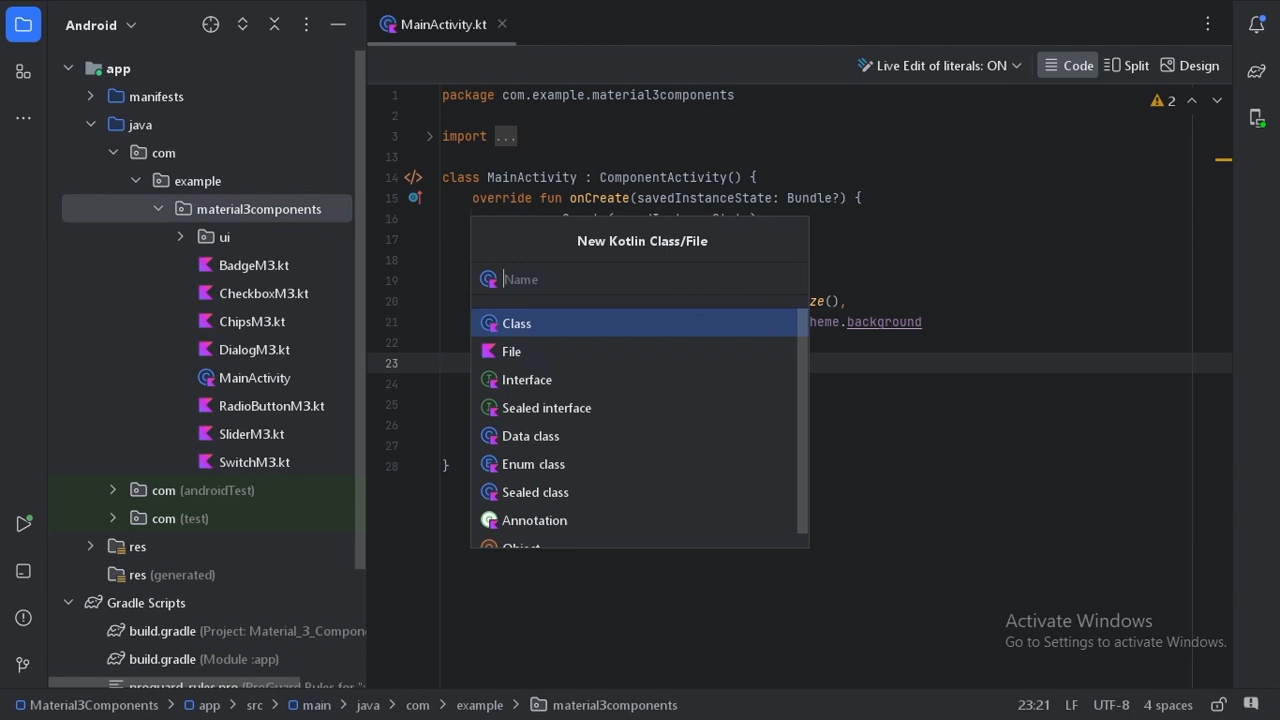 Android
MainActivity.kt
app
manifests
java
com
example
material3components
ui
BadgeM3.kt
CheckboxM3.kt
ChipsM3.kt
DialogM3.kt
MainActivity
RadioButtonM3.kt
SliderM3.kt
SwitchM3.kt
com (androidTest)
com (test)
res
res (generated)
Gradle Scripts
build.gradle (Project: Material_3_Compon
build.gradle (Module :app)
Live Edit of literals: ON
Code
Split
Design
2
1 package com.example.material3components
2
3 import ...
13
14 class MainActivity : ComponentActivity() {
15 override fun onCreate(savedInstanceState: Bundle?) {
16
17
18
19
20 ze(),
21 heme.background
22
23
24
25
26
27
28 }
New Kotlin Class/File
Name
Class
File
Interface
Sealed interface
Data class
Enum class
Sealed class
Annotation
Object
Activate Windows
Go to Settings to activate Windows.
Material3Components > app > src > main > java > com > example > material3components
23:21 LF UTF-8 4 spaces